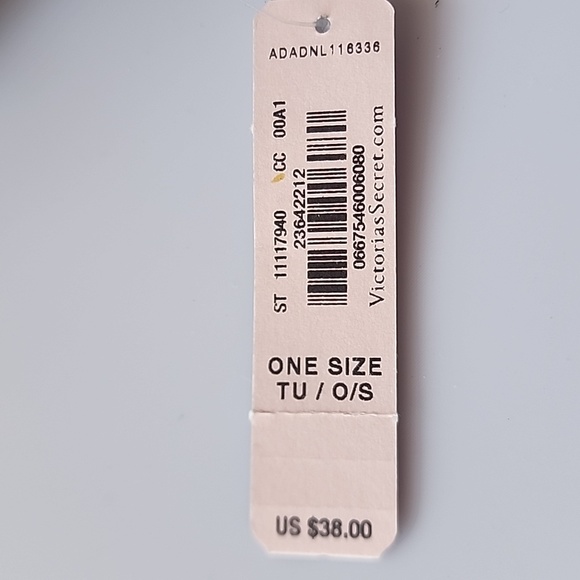 ADADNL116336
ST 11117940 CC 00A1
23642212
0667546006080
VictoriasSecret.com
ONE SIZE
TU / O/S
US $38.00